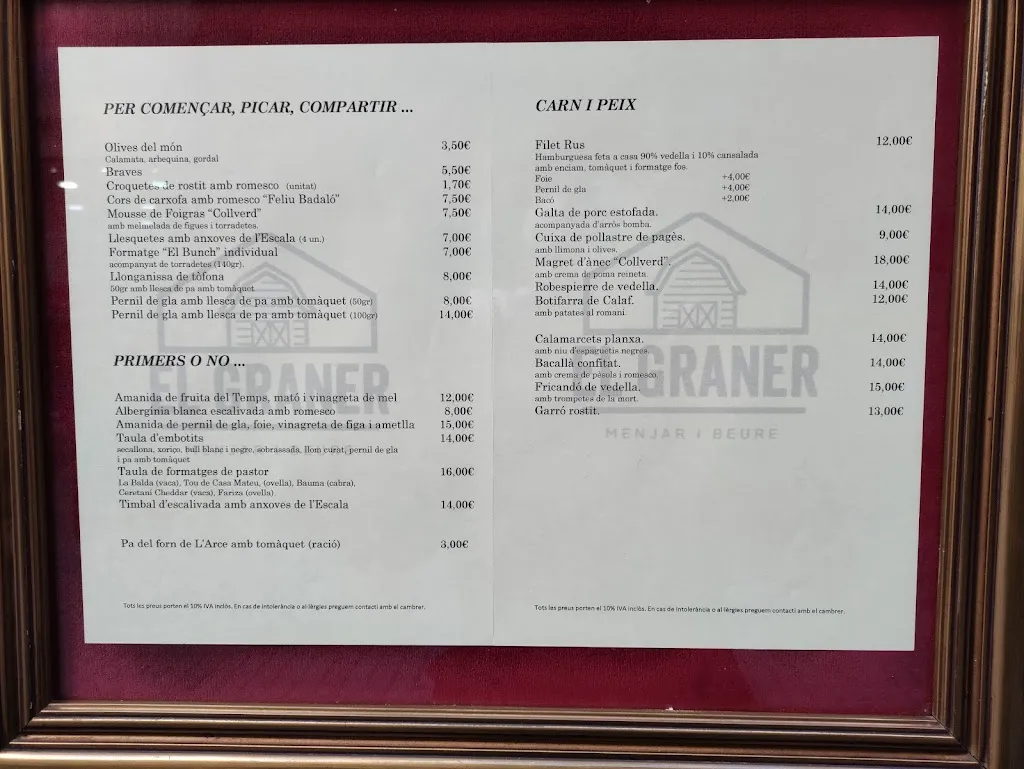 PER COMENÇAR, PICAR, COMPARTIR ...
Olives del món 3,50€
Calamata, arbequina, gordal
Braves 5,50€
Croquetes de rostit amb romesco (unitat) 1,70€
Cors de carxofa amb romesco “Feliu Badaló” 7,50€
Mousse de Foigras “Collverd” 7,50€
amb melmelada de figues i torradetes.
Llesquetes amb anxoves de l’Escala (4 un.) 7,00€
Formatge “El Bunch” individual 7,00€
acompanyat de torradetes (140gr).
Llonganissa de tòfona 8,00€
50gr amb llesca de pa amb tomàquet
Pernil de gla amb llesca de pa amb tomàquet (50gr) 8,00€
Pernil de gla amb llesca de pa amb tomàquet (100gr) 14,00€
PRIMERS O NO ...
Amanida de fruita del Temps, mató i vinagreta de mel 12,00€
Albergínia blanca escalivada amb romesco 8,00€
Amanida de pernil de gla, foie, vinagreta de figa i ametlla 15,00€
Taula d’embotits 14,00€
secallona, xoriço, bull blanc i negre, sobrassada, llom curat, pernil de gla
i pa amb tomàquet
Taula de formatges de pastor 16,00€
La Balda (vaca), Tou de Casa Mateu, (ovella), Bauma (cabra),
Ceretani Cheddar (vaca), Fariza (ovella).
Timbal d’escalivada amb anxoves de l’Escala 14,00€
Pa del forn de L’Arce amb tomàquet (ració) 3,00€
Tots les preus porten el 10% IVA inclòs. En cas de intolerància o al·lèrgies preguem contacti amb el cambrer.
EL GRANER
CARN I PEIX
Filet Rus 12,00€
Hamburguesa feta a casa 90% vedella i 10% cansalada
amb enciam, tomàquet i formatge fos.
Foie +4,00€
Pernil de gla +4,00€
Bacó +2,00€
Galta de porc estofada. 14,00€
acompanyada d’arròs bomba.
Cuixa de pollastre de pagès. 9,00€
amb llimona i olives.
Magret d’ànec “Collverd”. 18,00€
amb crema de poma reineta.
Robespierre de vedella. 14,00€
Botifarra de Calaf. 12,00€
amb patates al romaní.
Calamarcets planxa. 14,00€
amb niu d’espaguetis negres.
Bacallà confitat. 14,00€
amb crema de pèsols i romesco.
Fricandó de vedella. 15,00€
amb trompetes de la mort.
Garró rostit. 13,00€
EL GRANER
MENJAR I BEURE
Tots les preus porten el 10% IVA inclòs. En cas de intolerància o al·lèrgies preguem contacti amb el cambrer.